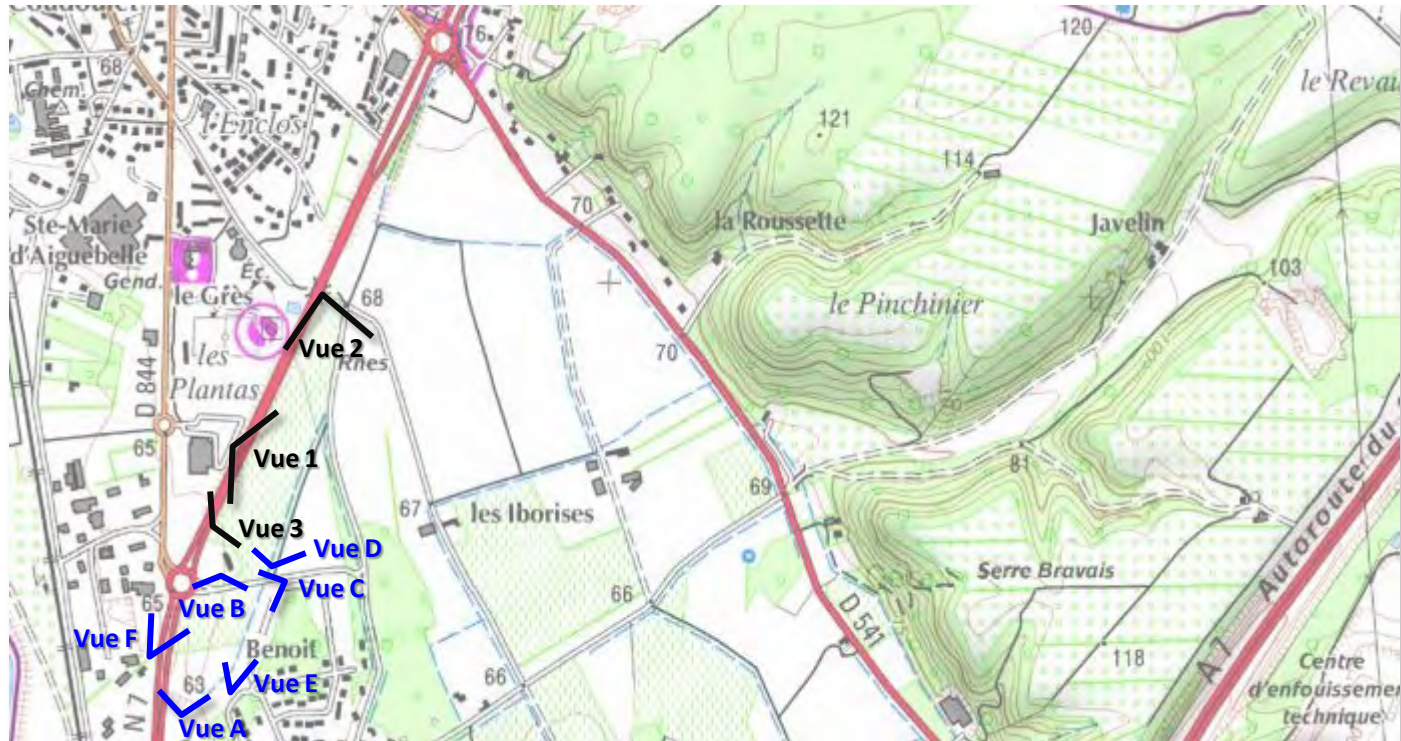 76
120
68
Chem.
le Revau
l'Enclos
121
114
Ste-Marie
d'Aiguebelle
Gend.
Éc.
70
la Roussette
Javelin
le Grès
68
103
le Pinchinier
Vue 2
Rnes
les
Plantas
70
100
D 844
65
Vue 1
81
69
67
les Iborises
Vue 3
Vue D
Serre Bravais
Autoroute du
Vue C
65
Vue B
66
D 541
Vue F
Benoit
A 7
118
Centre
d'enfouissemen
technique
63
Vue E
66
N 7
Vue A